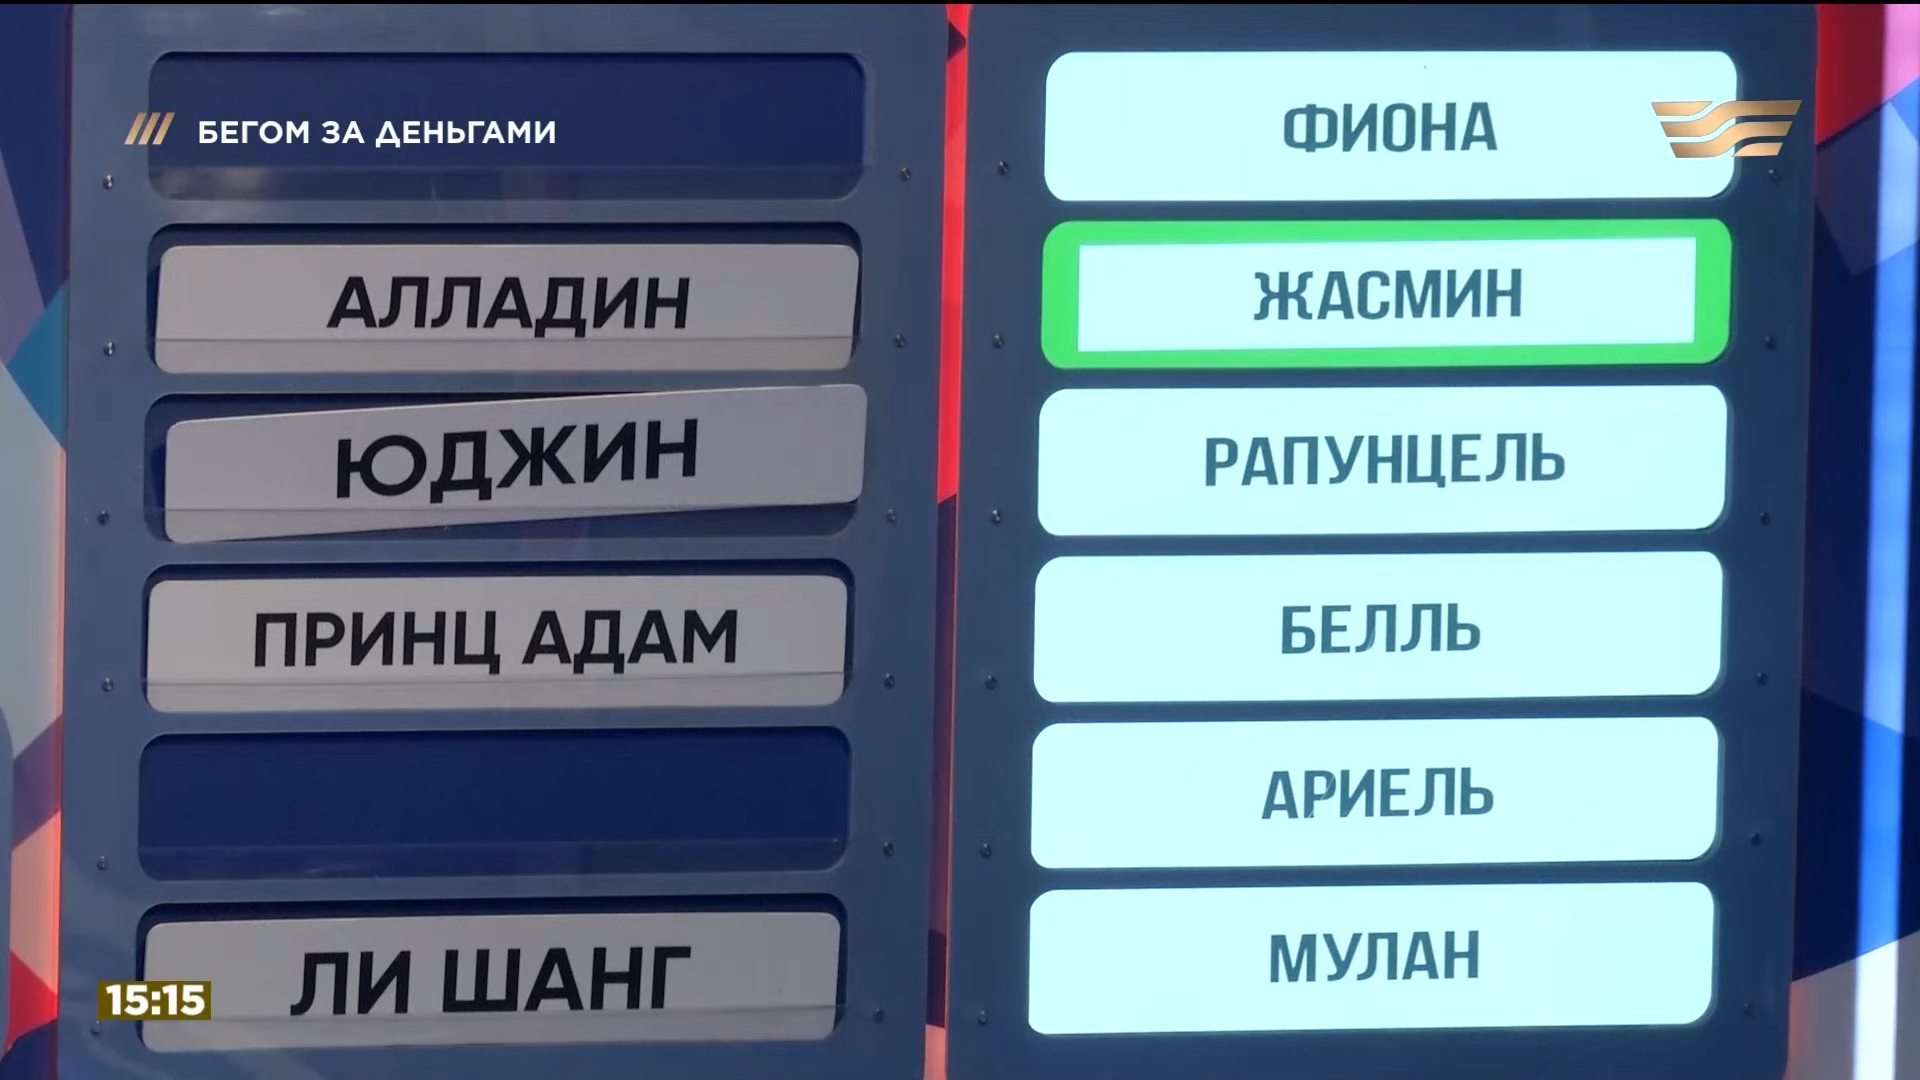 БЕГОМ ЗА ДЕНЬГАМИ
ФИОНА
АЛЛАДИН
ЖАСМИН
ЮДЖИН
РАПУНЦЕЛЬ
ПРИНЦ АДАМ
БЕЛЛЬ
АРИЕЛЬ
ЛИ ШАНГ
МУЛАН
15:15